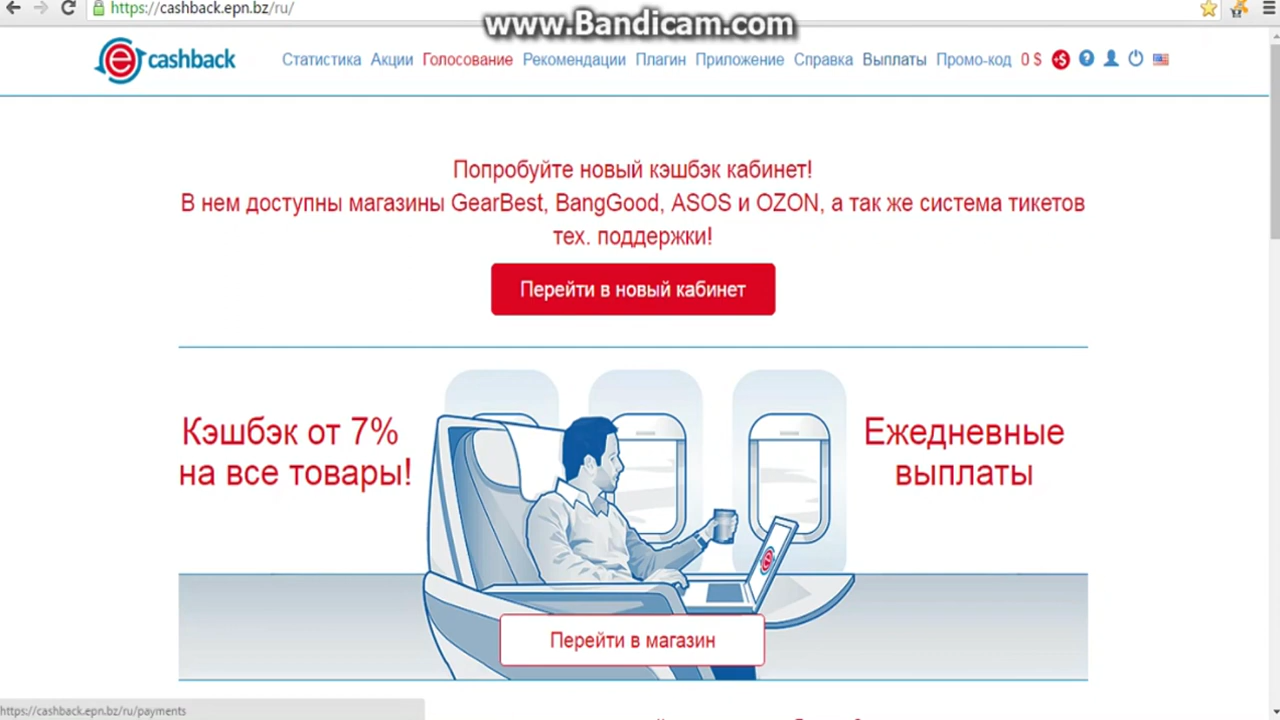 https://cashback.epn.bz/ru/
www.Bandicam.com
e cashback
Статистика Акции Голосование Рекомендации Плагин Приложение Справка Выплаты Промо-код 0 $ +$ ?
Попробуйте новый кэшбэк кабинет!
В нем доступны магазины GearBest, BangGood, ASOS и OZON, а так же система тикетов
тех. поддержки!
Перейти в новый кабинет
Кэшбэк от 7%
на все товары!
Ежедневные
выплаты
e
Перейти в магазин
https://cashback.epn.bz/ru/payments